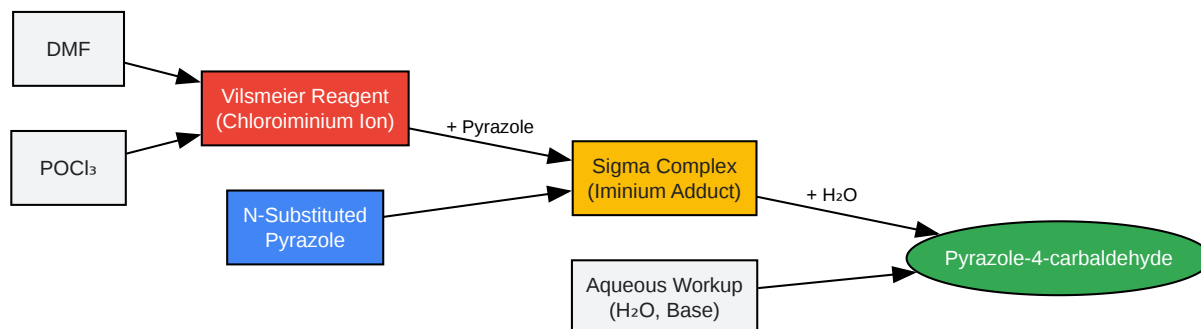 DMF
POCl₃
Vilsmeier Reagent
(Chloroiminium Ion)
+ Pyrazole
N-Substituted
Pyrazole
Sigma Complex
(Iminium Adduct)
+ H₂O
Aqueous Workup
(H₂O, Base)
Pyrazole-4-carbaldehyde